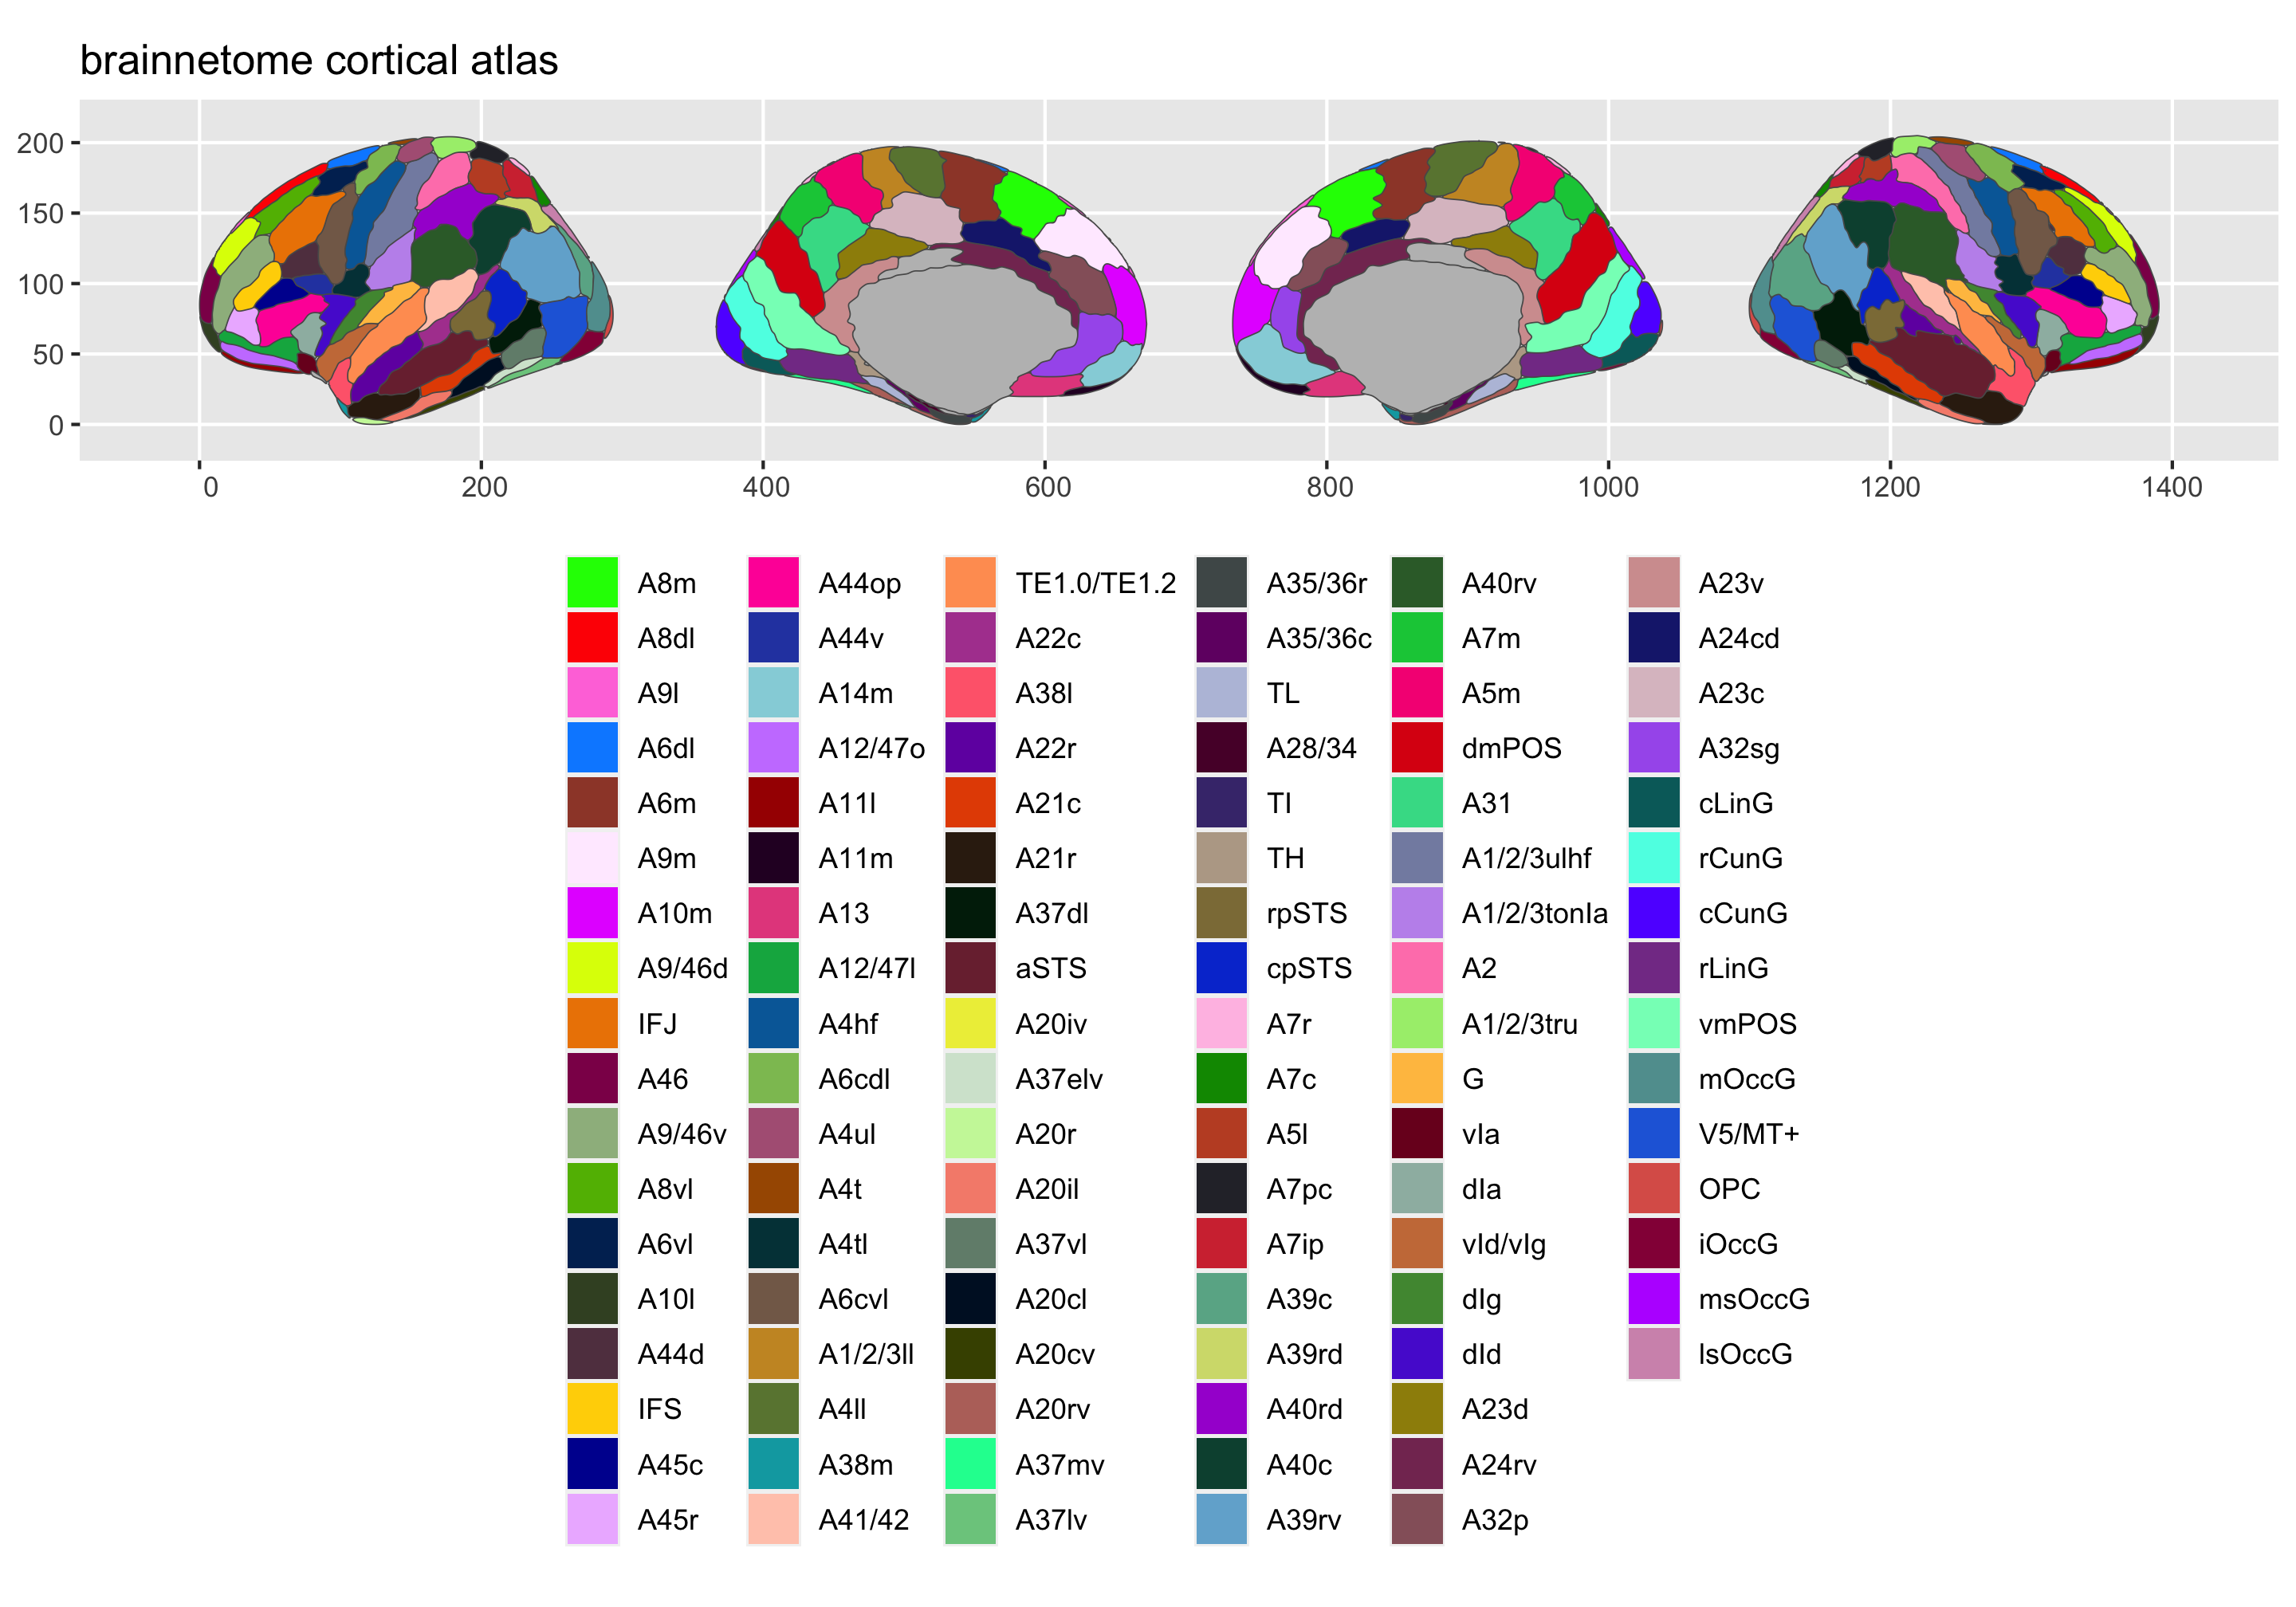 brainnetome cortical atlas
200
150
100
50
0
0 200 400 600 800 1000 1200 1400
A8m A44op TE1.0/TE1.2 A35/36r A40rv A23v
A8dl A44v A22c A35/36c A7m A24cd
A9l A14m A38l TL A5m A23c
A6dl A12/47o A22r A28/34 dmPOS A32sg
A6m A11l A21c TI A31 cLinG
A9m A11m A21r TH A1/2/3ulhf rCunG
A10m A13 A37dl rpSTS A1/2/3tonIa cCunG
A9/46d A12/47l aSTS cpSTS A2 rLinG
IFJ A4hf A20iv A7r A1/2/3tru vmPOS
A46 A6cdl A37elv A7c G mOccG
A9/46v A4ul A20r A5l vIa V5/MT+
A8vl A4t A20il A7pc dIa OPC
A6vl A4tl A37vl A7ip vId/vIg iOccG
A10l A6cvl A20cl A39c dIg msOccG
A44d A1/2/3ll A20cv A39rd dId lsOccG
IFS A4ll A20rv A40rd A23d
A45c A38m A37mv A40c A24rv
A45r A41/42 A37lv A39rv A32p